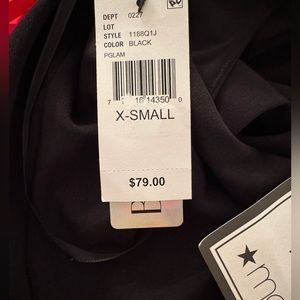 DEPT 0227
LOT
STYLE 1188Q1J
COLOR BLACK
PGLAM
X-SMALL
$79.00
B
★ m